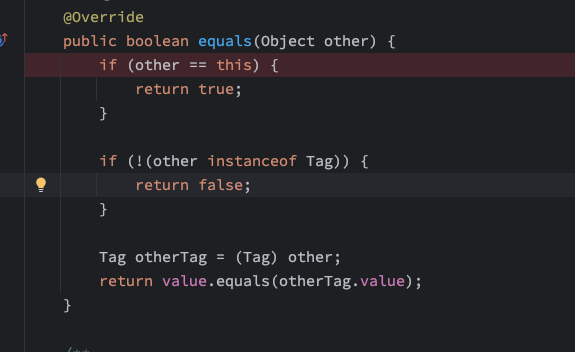 @Override
public boolean equals(Object other) {
    if (other == this) {
        return true;
    }

    if (!(other instanceof Tag)) {
        return false;
    }

    Tag otherTag = (Tag) other;
    return value.equals(otherTag.value);
}
/**